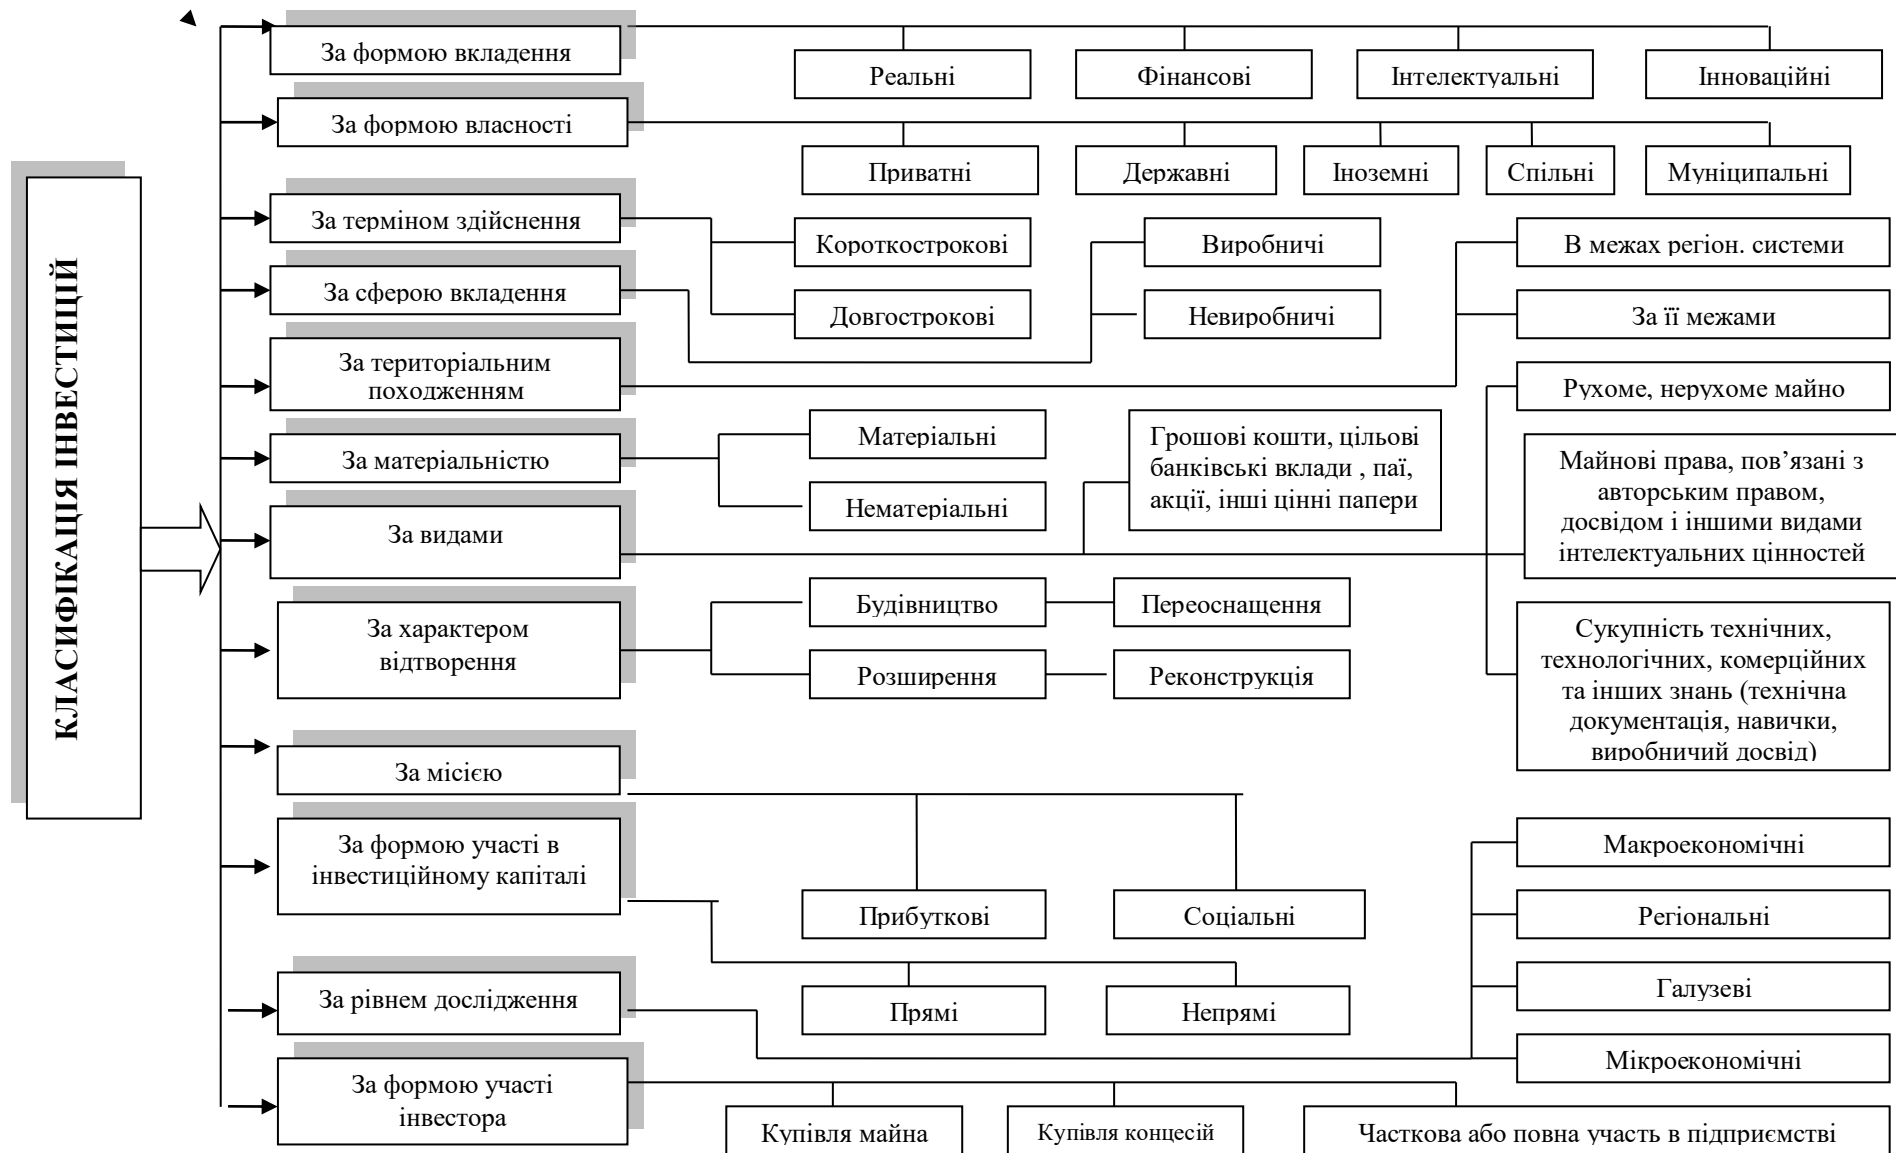 КЛАСИФІКАЦІЯ ІНВЕСТИЦІЙ
За формою вкладення
Реальні
Фінансові
Інтелектуальні
Інноваційні
За формою власності
Приватні
Державні
Іноземні
Спільні
Муніципальні
За терміном здійснення
Короткострокові
Довгострокові
За сферою вкладення
Виробничі
Невиробничі
За територіальним
походженням
В межах регіон. системи
За її межами
За матеріальністю
Матеріальні
Нематеріальні
За видами
Грошові кошти, цільові
банківські вклади , паї,
акції, інші цінні папери
Рухоме, нерухоме майно
Майнові права, пов’язані з
авторським правом,
досвідом і іншими видами
інтелектуальних цінностей
Сукупність технічних,
технологічних, комерційних
та інших знань (технічна
документація, навички,
виробничий досвід)
За характером
відтворення
Будівництво
Переоснащення
Розширення
Реконструкція
За місією
Прибуткові
Соціальні
За формою участі в
інвестиційному капіталі
Прямі
Непрямі
За рівнем дослідження
Макроекономічні
Регіональні
Галузеві
Мікроекономічні
За формою участі
інвестора
Купівля майна
Купівля концесій
Часткова або повна участь в підприємстві